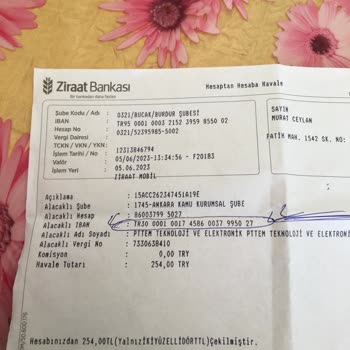 Ziraat Bankası
Bir bankadan daha fazlası
Hesaptan Hesaba Havale
Şube Kodu / Adı : 0321/BUCAK/BURDUR ŞUBESİ
IBAN : TR95 0001 0003 2152 3959 8550 02
Hesap No : 0321/52395985-5002
Vergi Dairesi :
TCKN / VKN / YKN: 12313846794
İşlem Tarihi / No : 05/06/2023-13:34:56 - F20183
Valör : 05.06.2023
İşlem Yeri : ZİRAAT MOBİL
SAYIN
MURAT CEYLAN
FATİH MAH. 1542 SK. NO:
Açıklama : 15ACC262347451A19E
Alacaklı Şube : 1745-ANKARA KAMU KURUMSAL ŞUBE
Alacaklı Hesap : 86003799 5027
Alacaklı IBAN : TR30 0001 0017 4586 0037 9950 27
Alacaklı Adı Soyadı : PTTEM TEKNOLOJİ VE ELEKTRONİK PTTEM TEKNOLOJİ VE ELEKTRONİ
Alacaklı Vergi No : 7330638410
Komisyon : 0,00 TRY
Havale Tutarı : 254,00 TRY
Hesabınızdan 254,00TL(YalnızİKİYÜZELLİDÖRTTL)Çekilmiştir.